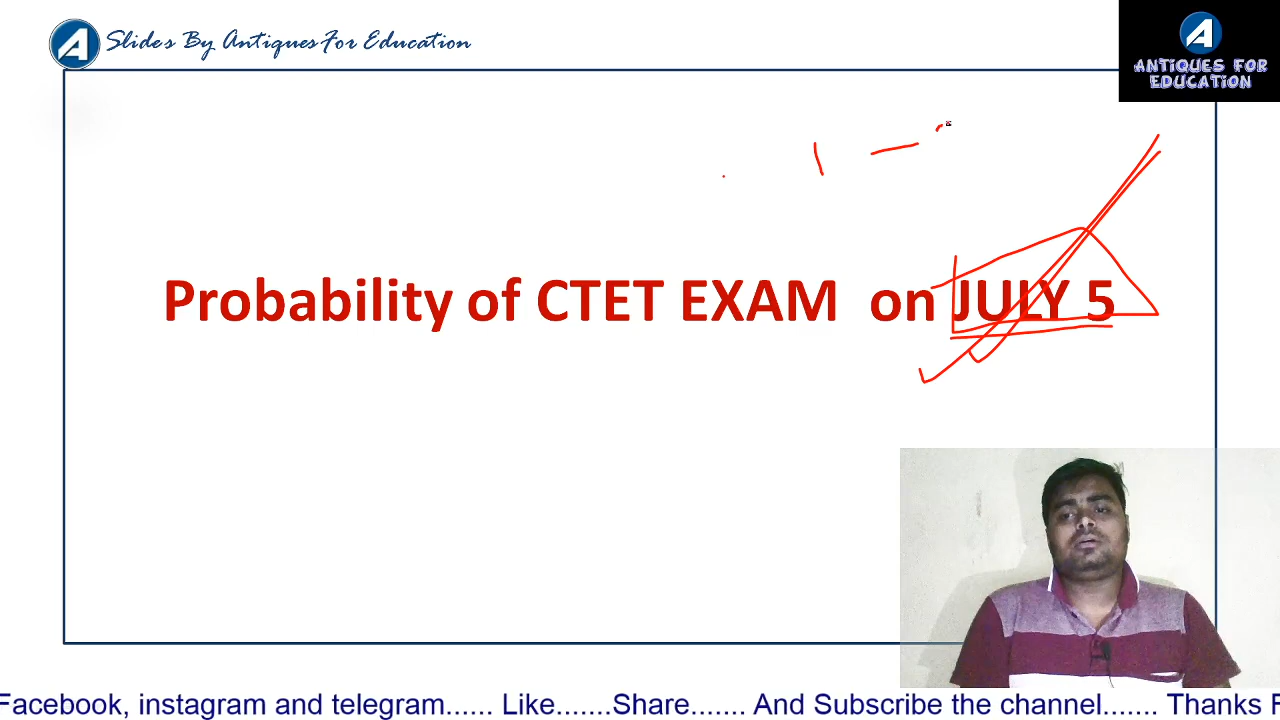 Slides By Antiques For Education
ANTIQUES FOR
EDUCATION
1 -
Probability of CTET EXAM on JULY 5
Facebook, instagram and telegram...... Like.......Share....... And Subscribe the channel....... Thanks